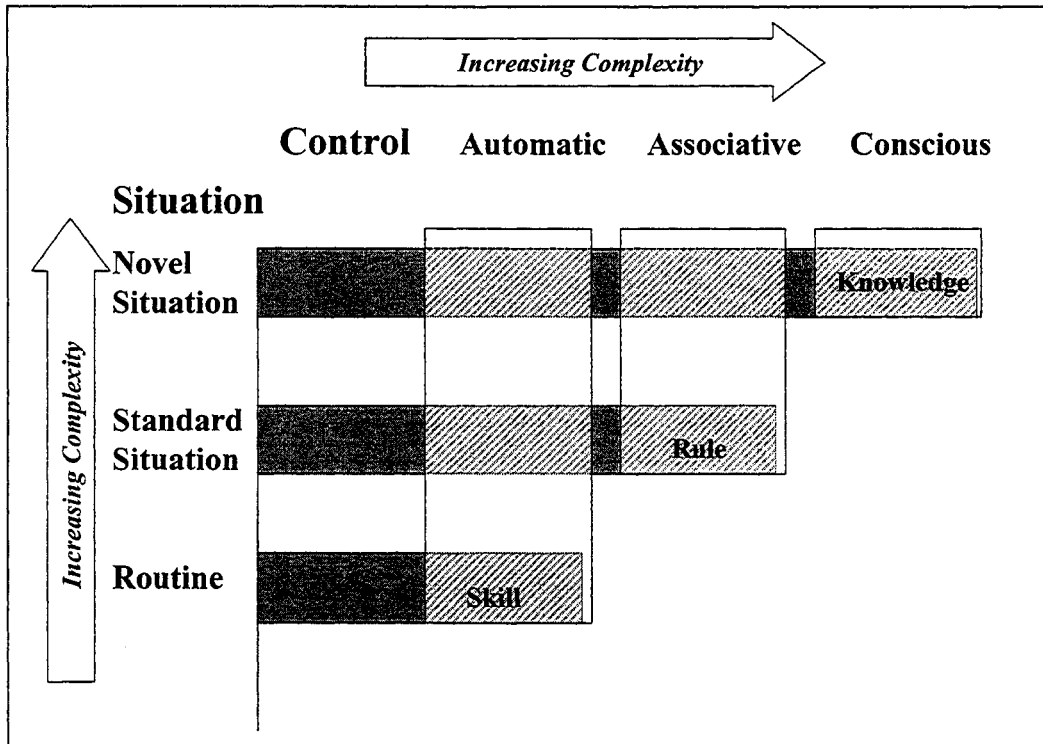 Increasing Complexity
Control Automatic Associative Conscious
Situation
Novel
Situation
Knowledge
Standard
Situation
Rule
Routine
Skill
Increasing Complexity